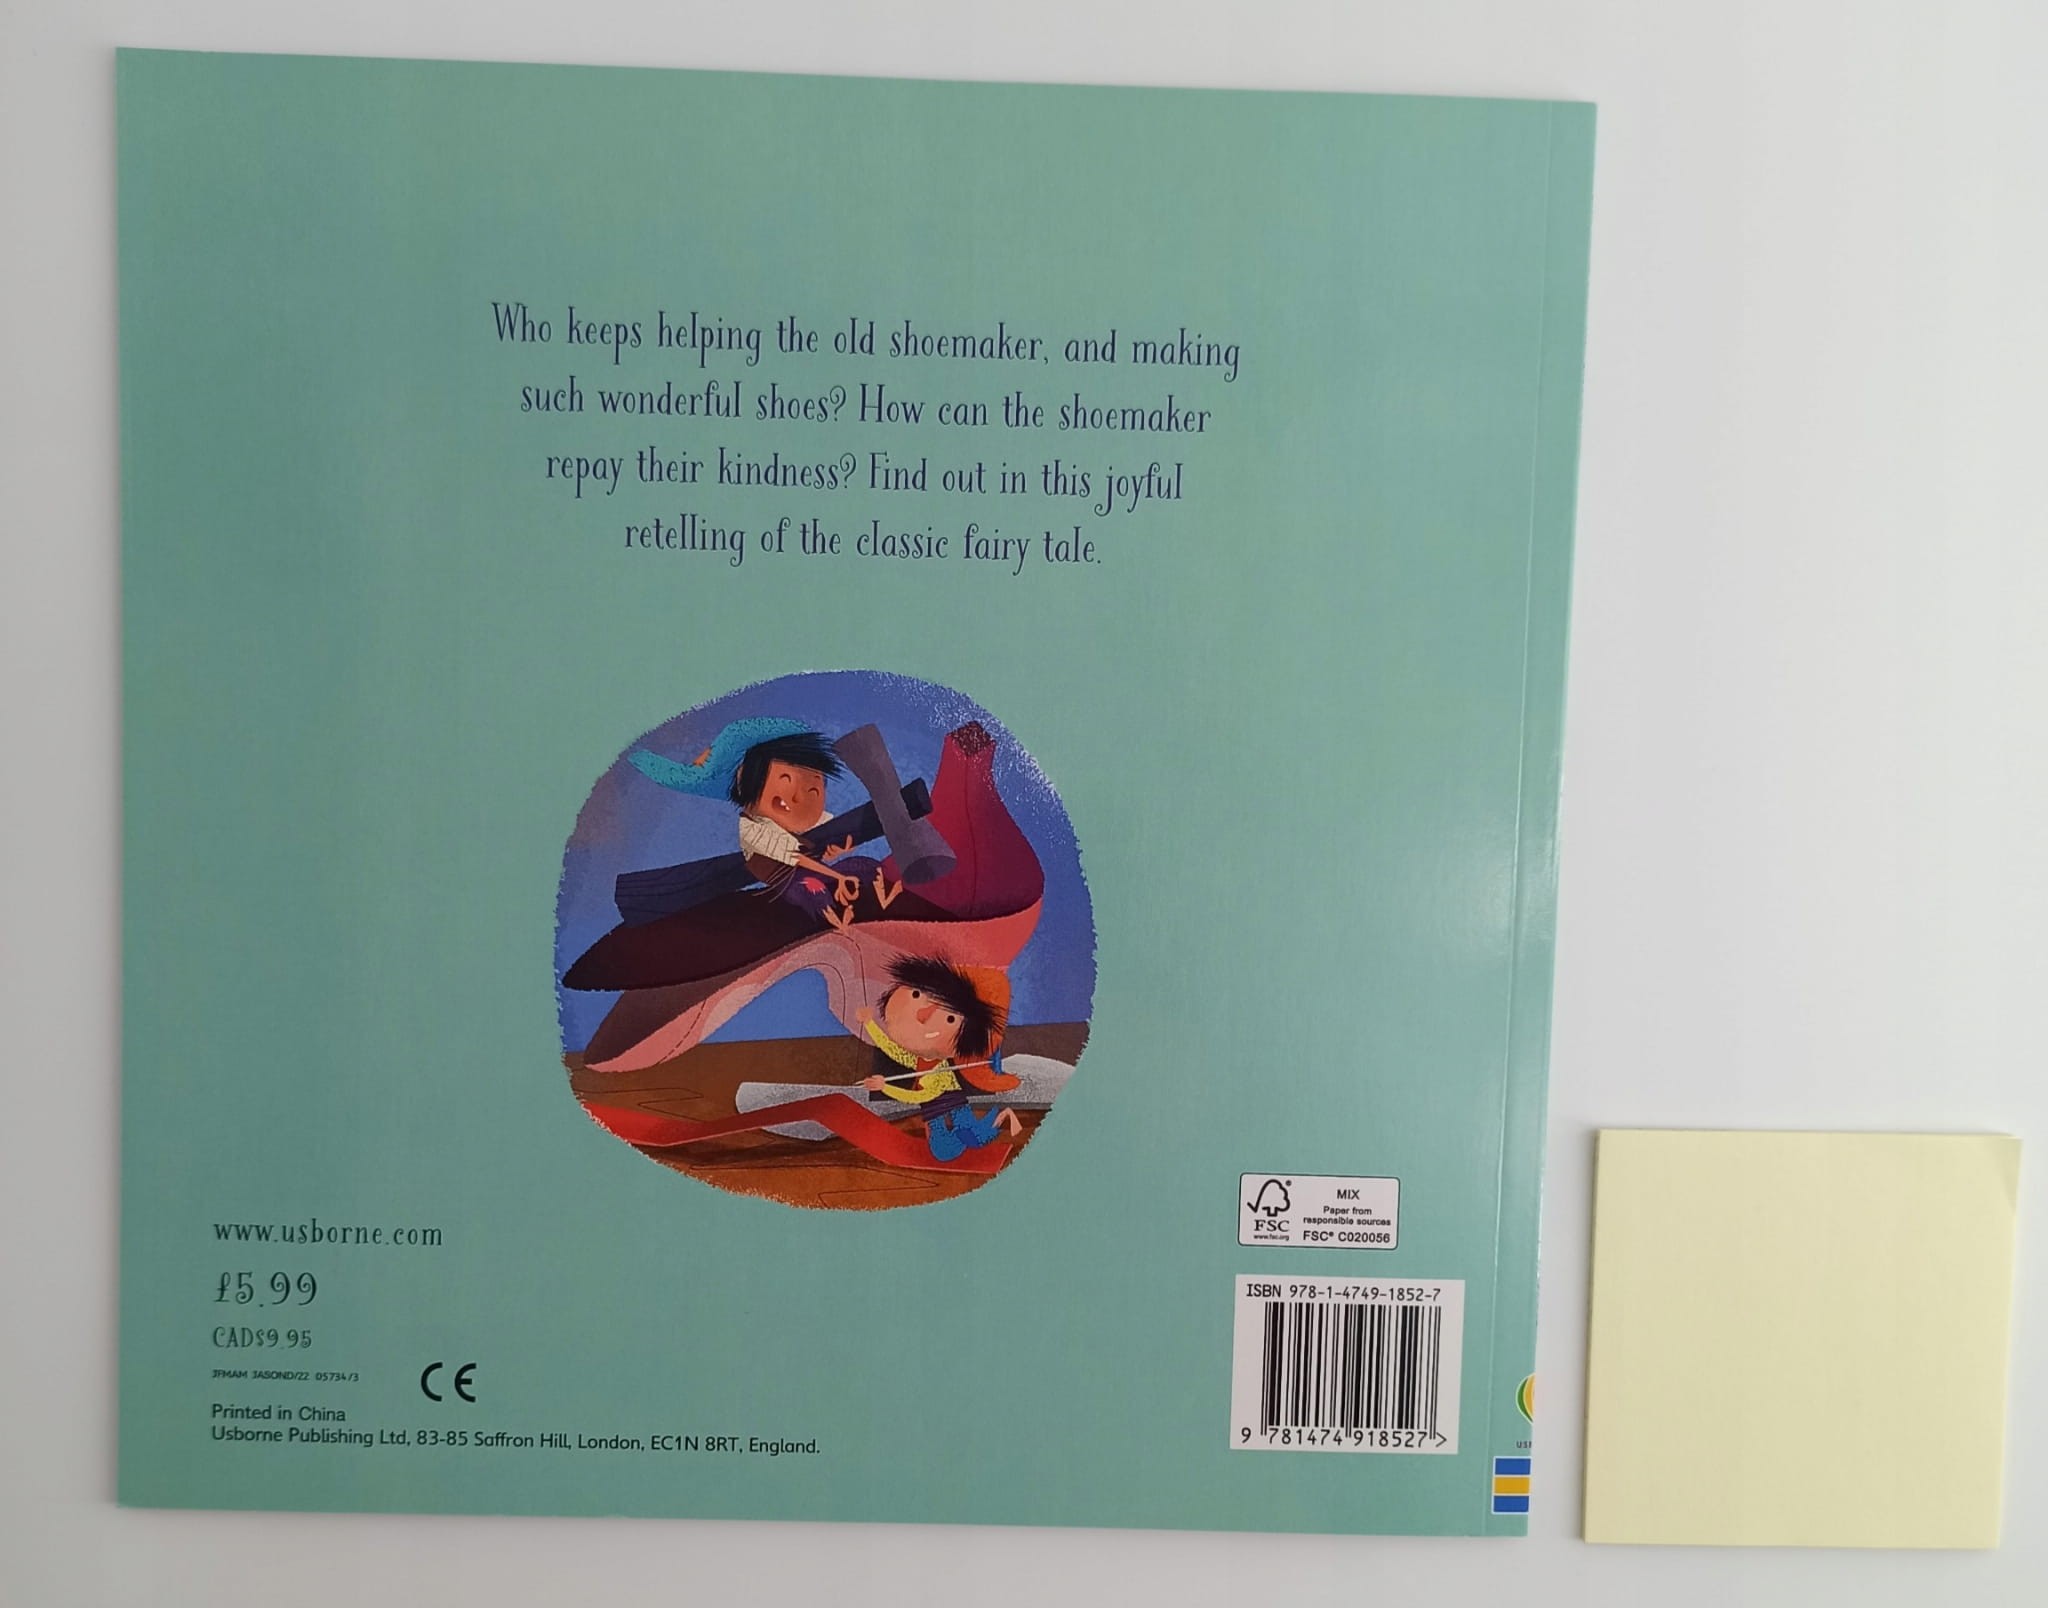 Who keeps helping the old shoemaker, and making
such wonderful shoes? How can the shoemaker
repay their kindness? Find out in this joyful
retelling of the classic fairy tale.
www.usborne.com
£5.99
CAD$9.95
JFMAM JASOND/22 05734/3
CE
Printed in China
Usborne Publishing Ltd, 83-85 Saffron Hill, London, EC1N 8RT, England.
FSC®
www.fsc.org
MIX
Paper from
responsible sources
FSC® C020056
ISBN 978-1-4749-1852-7
9 781474 918527 >